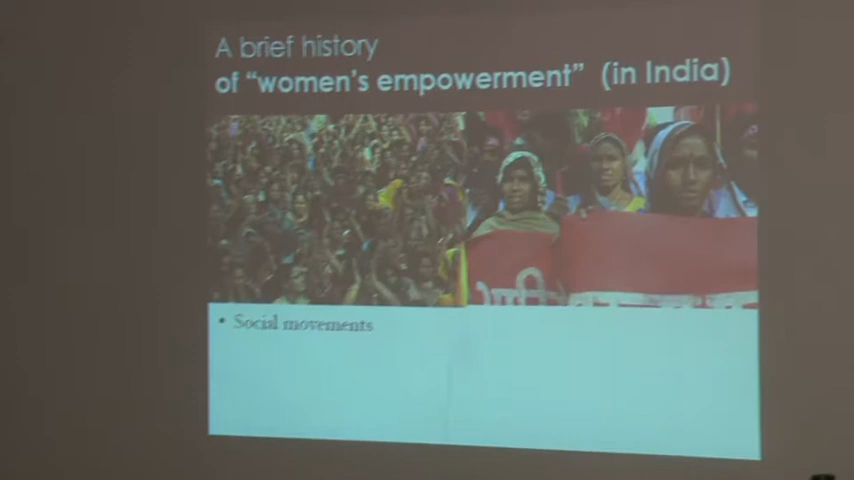 A brief history
of “women’s empowerment” (in India)
• Social movements